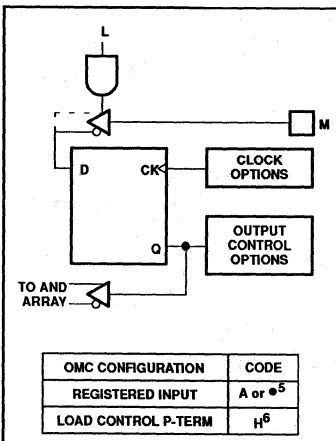 L
M
D
CK
CLOCK
OPTIONS
Q
OUTPUT
CONTROL
OPTIONS
TO AND
ARRAY
OMC CONFIGURATION CODE
REGISTERED INPUT A or ●5
LOAD CONTROL P-TERM H6